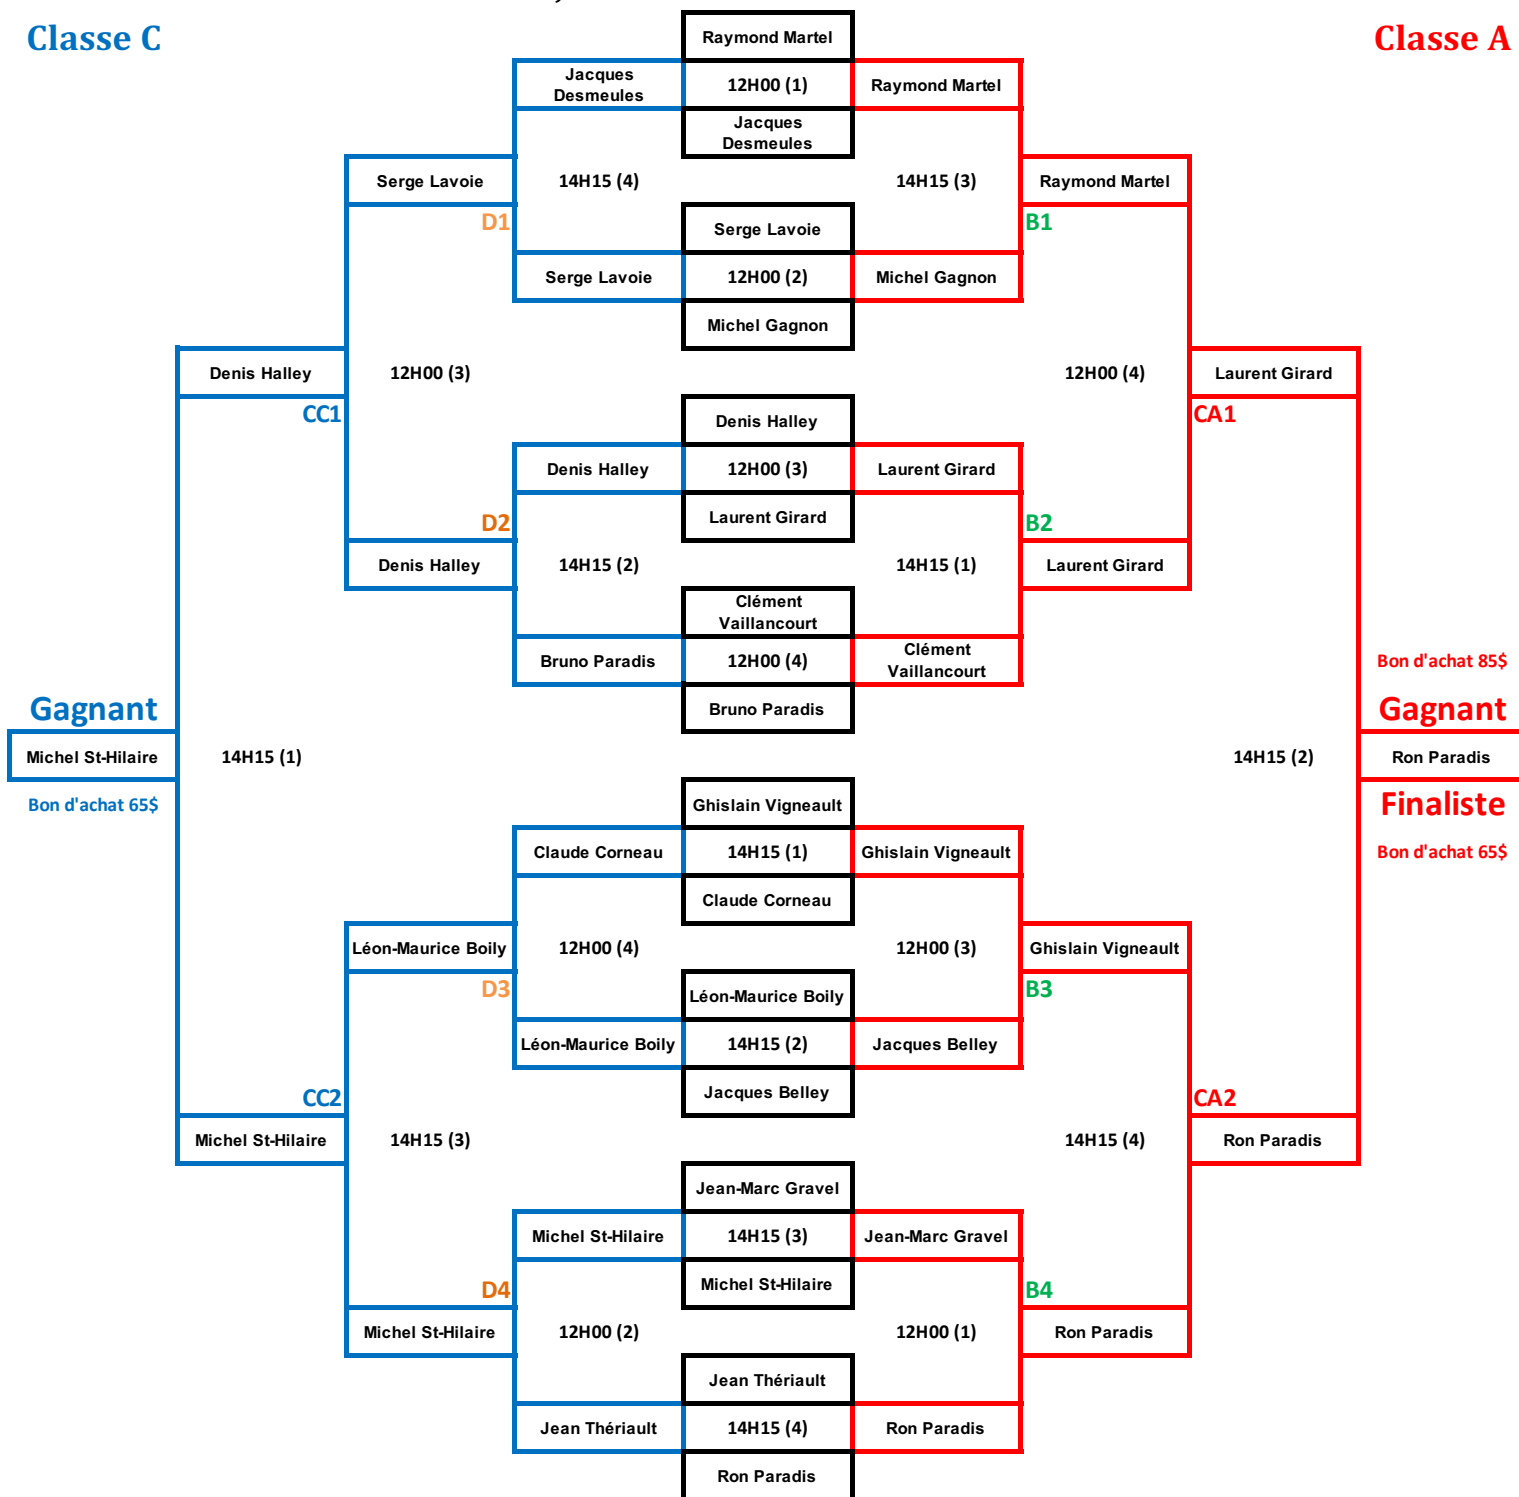 Raymond Martel
Classe C
Classe A
Jacques
Desmeules
12H00 (1)
Raymond Martel
Jacques
Desmeules
Serge Lavoie
14H15 (4)
14H15 (3)
Raymond Martel
D1
Serge Lavoie
B1
Serge Lavoie
12H00 (2)
Michel Gagnon
Michel Gagnon
Denis Halley
12H00 (3)
12H00 (4)
Laurent Girard
CC1
Denis Halley
CA1
Denis Halley
12H00 (3)
Laurent Girard
D2
Laurent Girard
B2
Denis Halley
14H15 (2)
14H15 (1)
Laurent Girard
Clément
Vaillancourt
Bruno Paradis
12H00 (4)
Clément
Vaillancourt
Bon d'achat 85$
Gagnant
Bruno Paradis
Gagnant
Michel St-Hilaire
14H15 (1)
14H15 (2)
Ron Paradis
Bon d'achat 65$
Ghislain Vigneault
Finaliste
Claude Corneau
14H15 (1)
Ghislain Vigneault
Bon d'achat 65$
Claude Corneau
Léon-Maurice Boily
12H00 (4)
12H00 (3)
Ghislain Vigneault
D3
Léon-Maurice Boily
B3
Léon-Maurice Boily
14H15 (2)
Jacques Belley
CC2
Jacques Belley
CA2
Michel St-Hilaire
14H15 (3)
14H15 (4)
Ron Paradis
Jean-Marc Gravel
Michel St-Hilaire
14H15 (3)
Jean-Marc Gravel
D4
Michel St-Hilaire
B4
Michel St-Hilaire
12H00 (2)
12H00 (1)
Ron Paradis
Jean Thériault
Jean Thériault
14H15 (4)
Ron Paradis
Ron Paradis